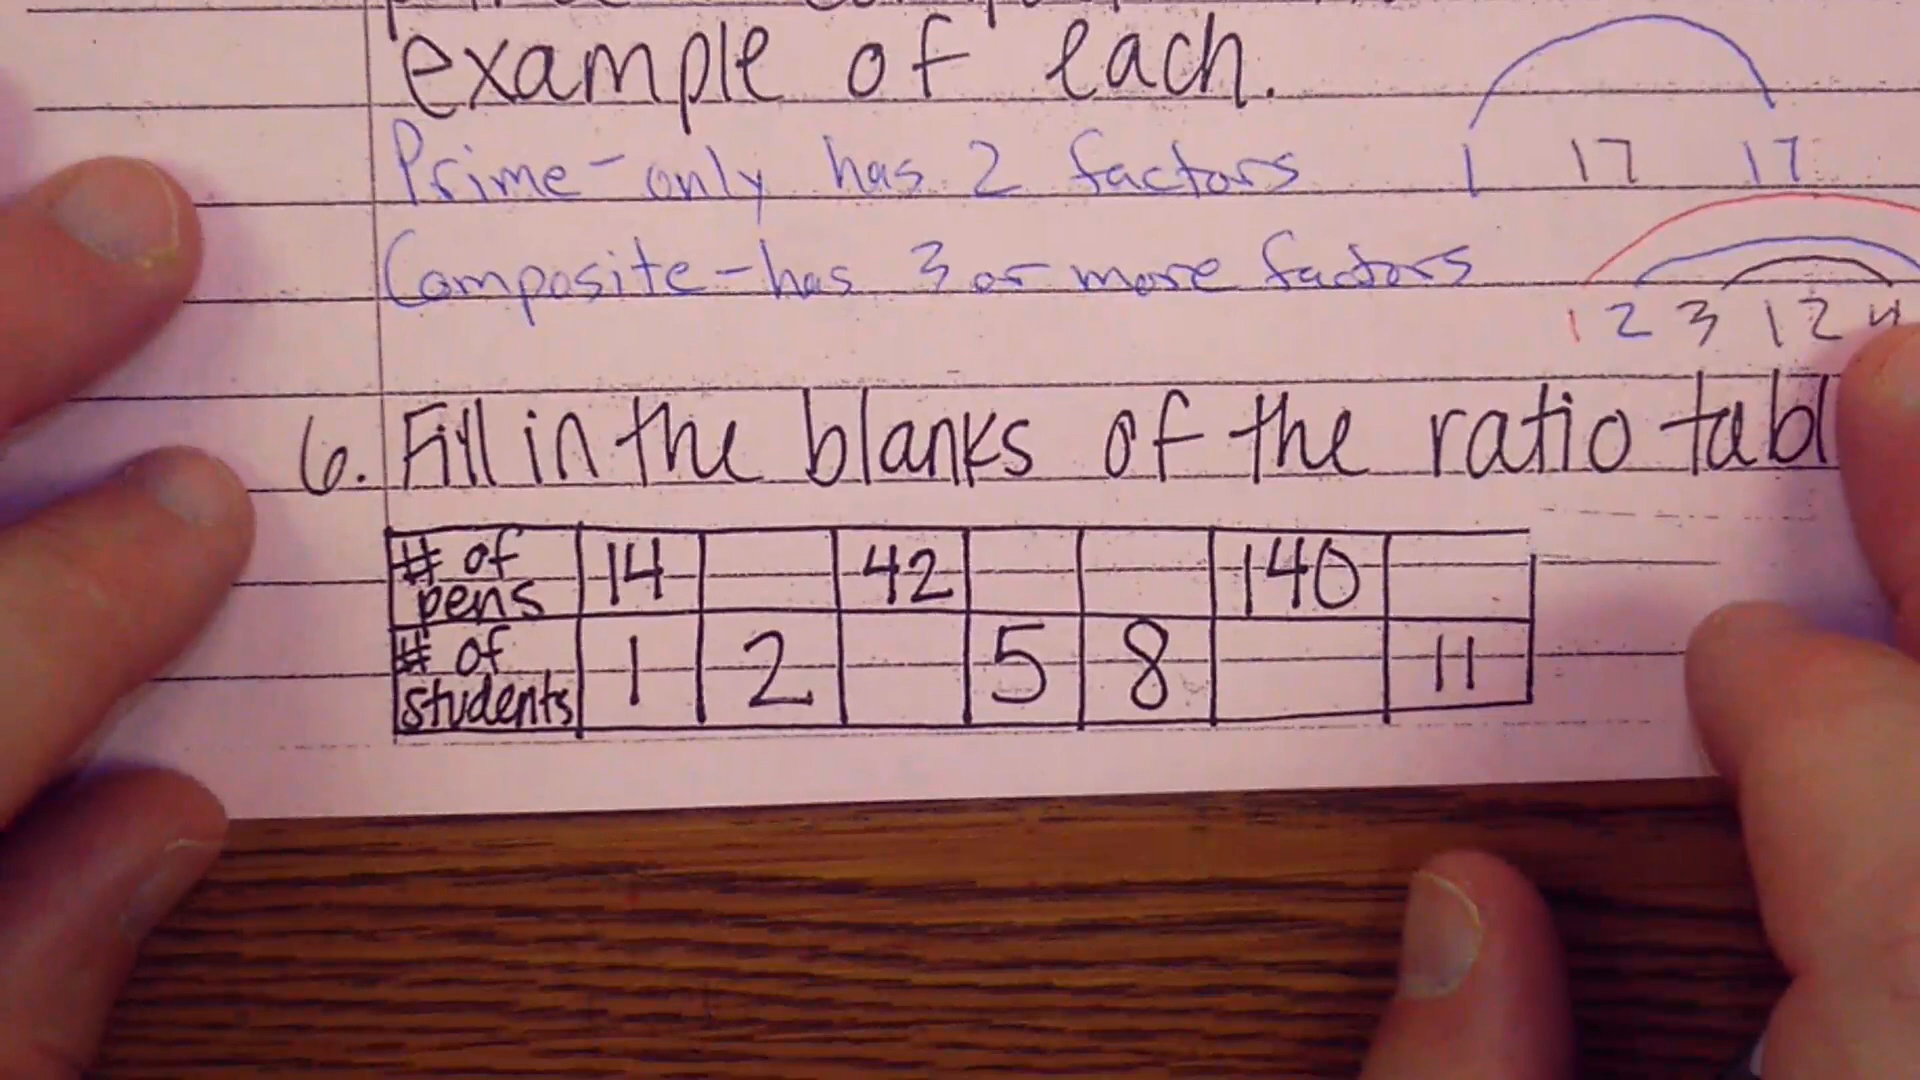 example of each.
Prime - only has 2 factors 1 17 17
Composite - has 3 or more factors
1 2 3 12 4
6. Fill in the blanks of the ratio tabl
# of pens 14 42 140
# of students 1 2 5 8 11